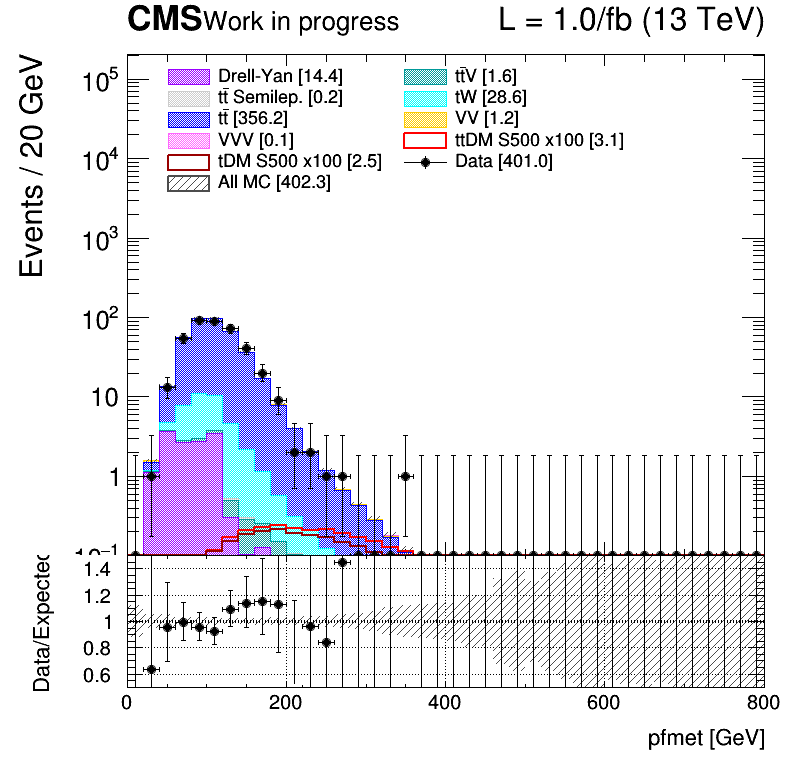 CMS Work in progress L = 1.0/fb (13 TeV)
Events / 20 GeV
10⁵
10⁴
10³
10²
10
1
10⁻¹
Drell-Yan [14.4]
tt̄ Semilep. [0.2]
tt̄ [356.2]
VVV [0.1]
tDM S500 x100 [2.5]
All MC [402.3]
tt̄V [1.6]
tW [28.6]
VV [1.2]
ttDM S500 x100 [3.1]
Data [401.0]
Data/Expected
1.4
1.2
1
0.8
0.6
0 200 400 600 800
pfmet [GeV]